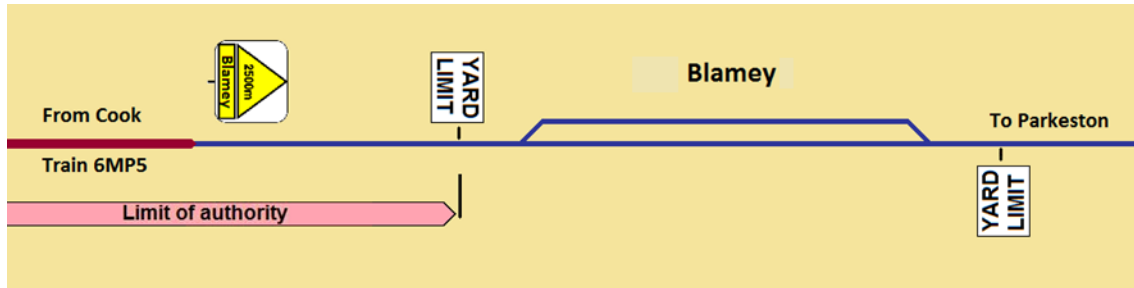 2500m
Blamey
YARD
LIMIT
Blamey
From Cook
To Parkeston
Train 6MP5
YARD
LIMIT
Limit of authority